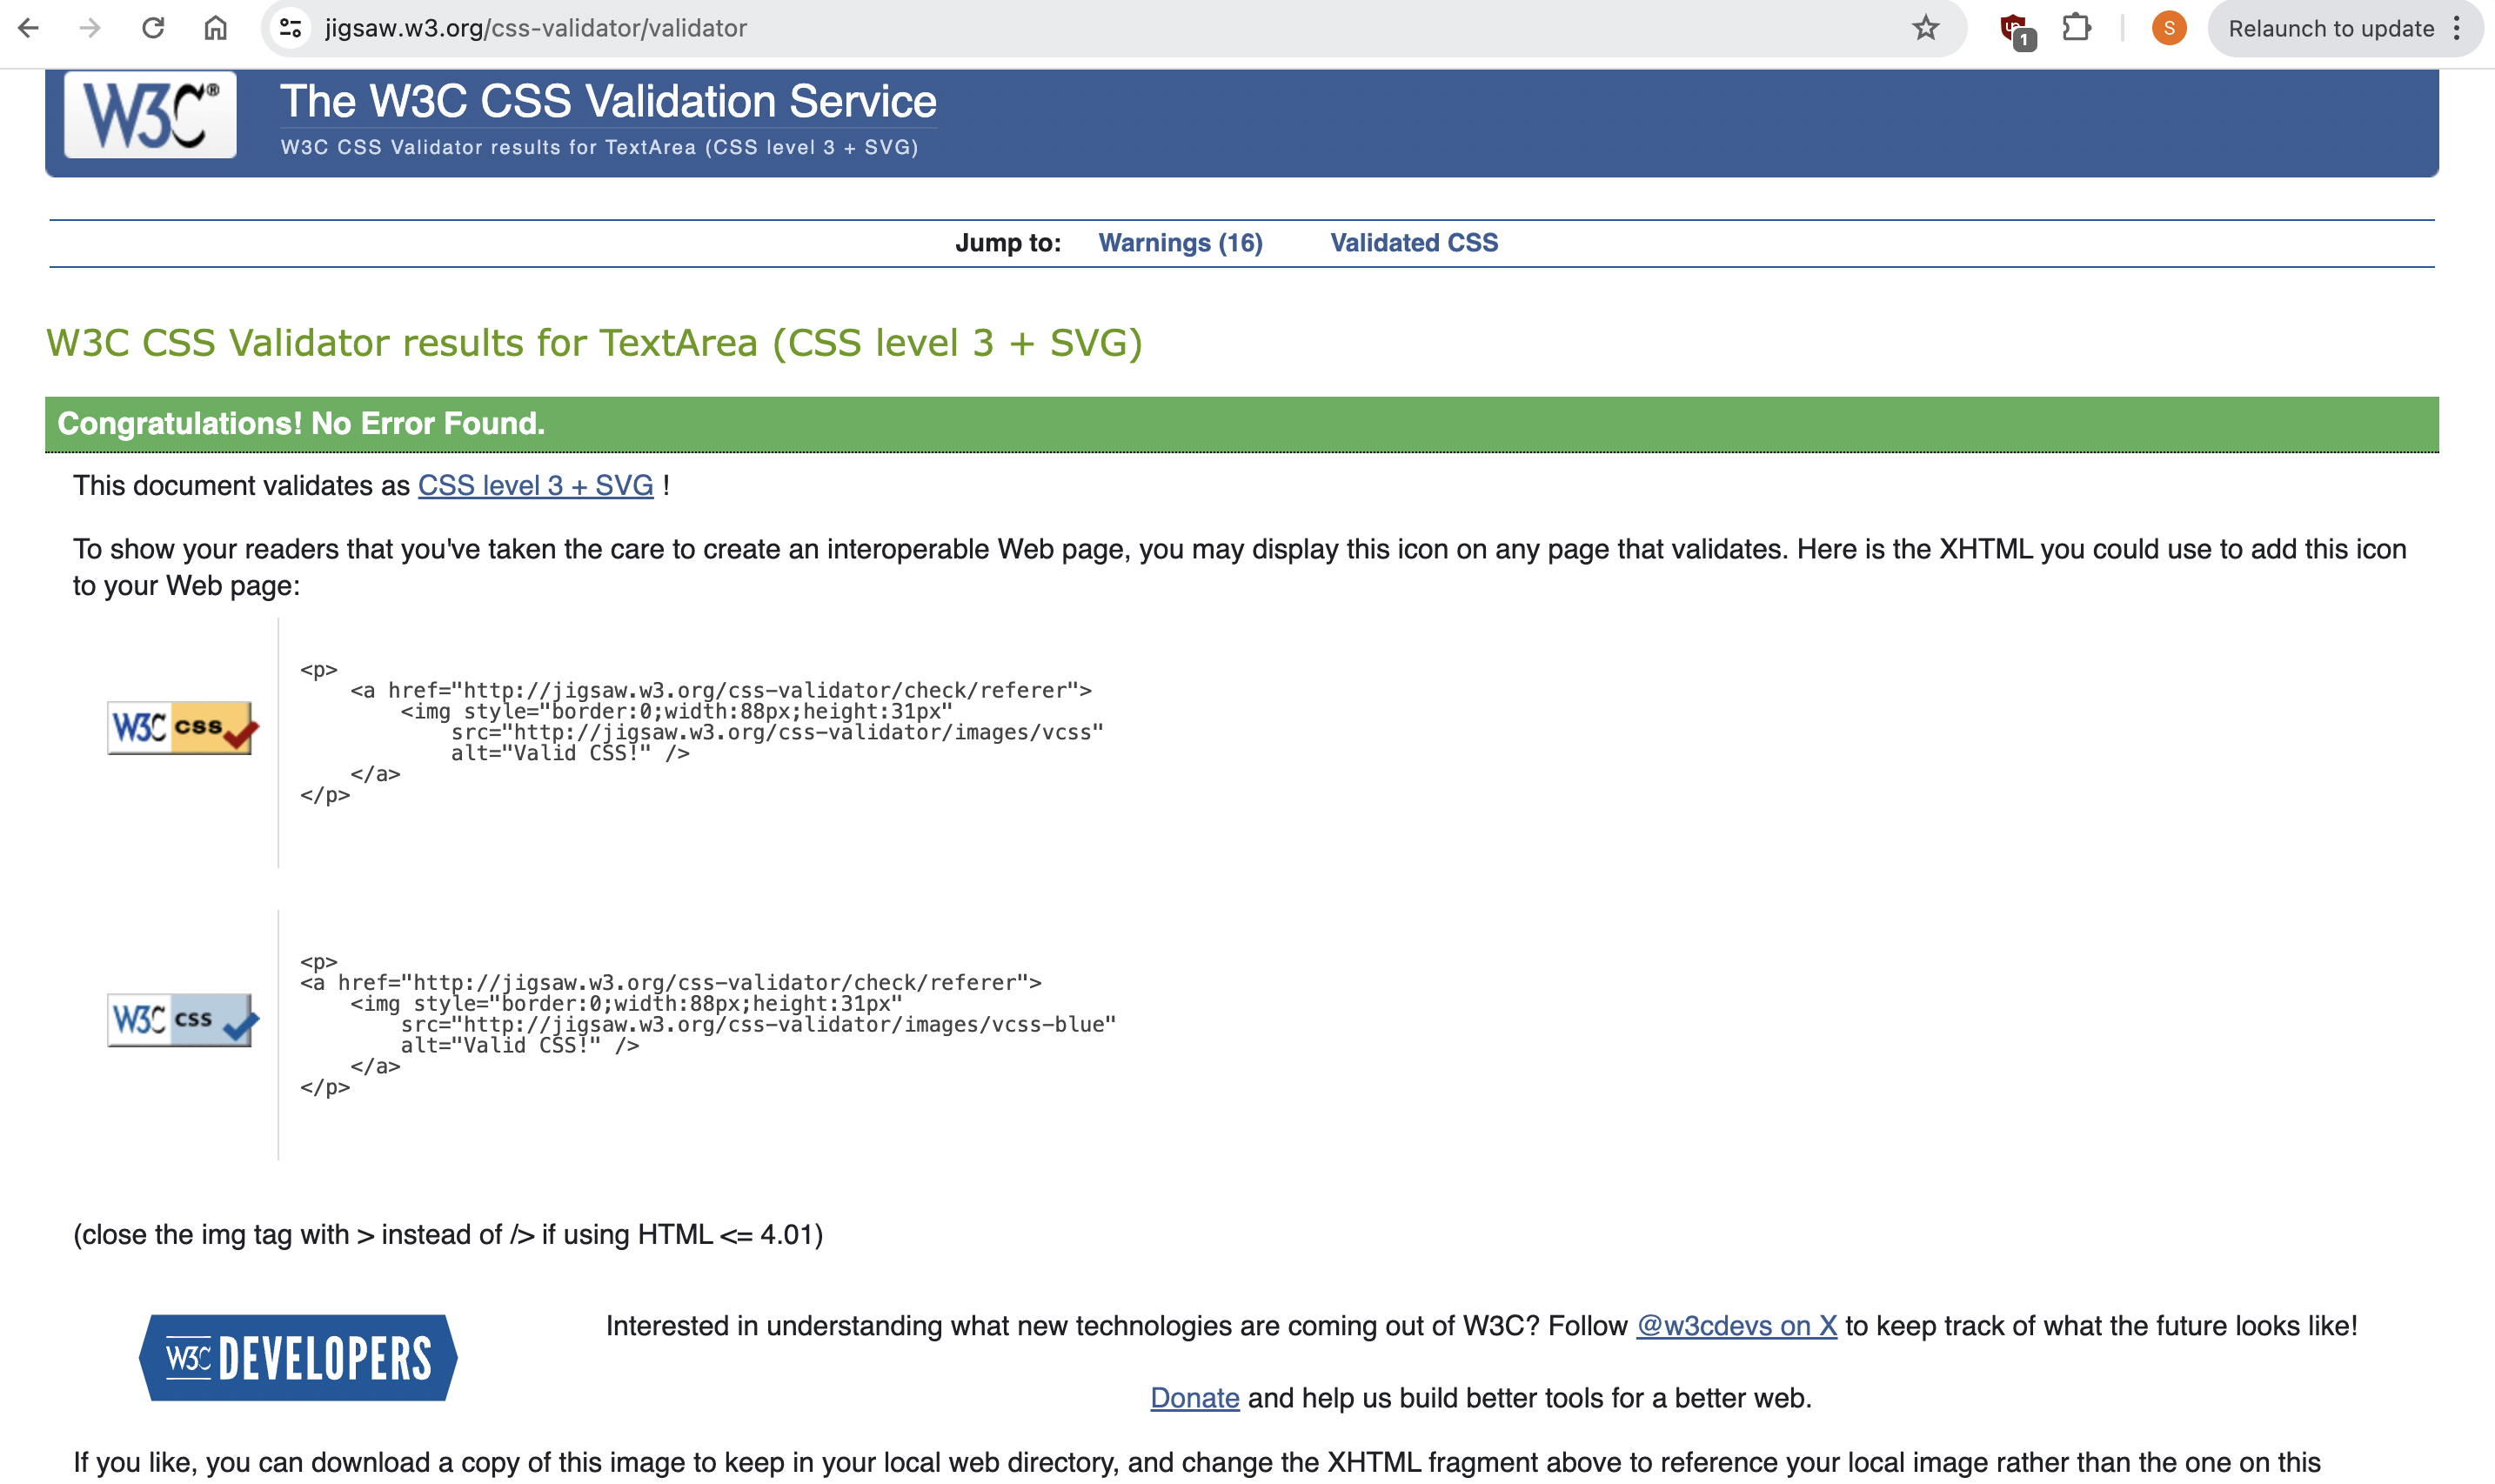 jigsaw.w3.org/css-validator/validator
1
S
Relaunch to update
W3C®
The W3C CSS Validation Service
W3C CSS Validator results for TextArea (CSS level 3 + SVG)
Jump to: Warnings (16) Validated CSS
W3C CSS Validator results for TextArea (CSS level 3 + SVG)
Congratulations! No Error Found.
This document validates as CSS level 3 + SVG !
To show your readers that you've taken the care to create an interoperable Web page, you may display this icon on any page that validates. Here is the XHTML you could use to add this icon
to your Web page:
W3C css
<p>
<a href="http://jigsaw.w3.org/css-validator/check/referer">
<img style="border:0;width:88px;height:31px"
src="http://jigsaw.w3.org/css-validator/images/vcss"
alt="Valid CSS!" />
</a>
</p>
W3C css
<p>
<a href="http://jigsaw.w3.org/css-validator/check/referer">
<img style="border:0;width:88px;height:31px"
src="http://jigsaw.w3.org/css-validator/images/vcss-blue"
alt="Valid CSS!" />
</a>
</p>
(close the img tag with > instead of /> if using HTML <= 4.01)
W3C DEVELOPERS
Interested in understanding what new technologies are coming out of W3C? Follow @w3cdevs on X to keep track of what the future looks like!
Donate and help us build better tools for a better web.
If you like, you can download a copy of this image to keep in your local web directory, and change the XHTML fragment above to reference your local image rather than the one on this